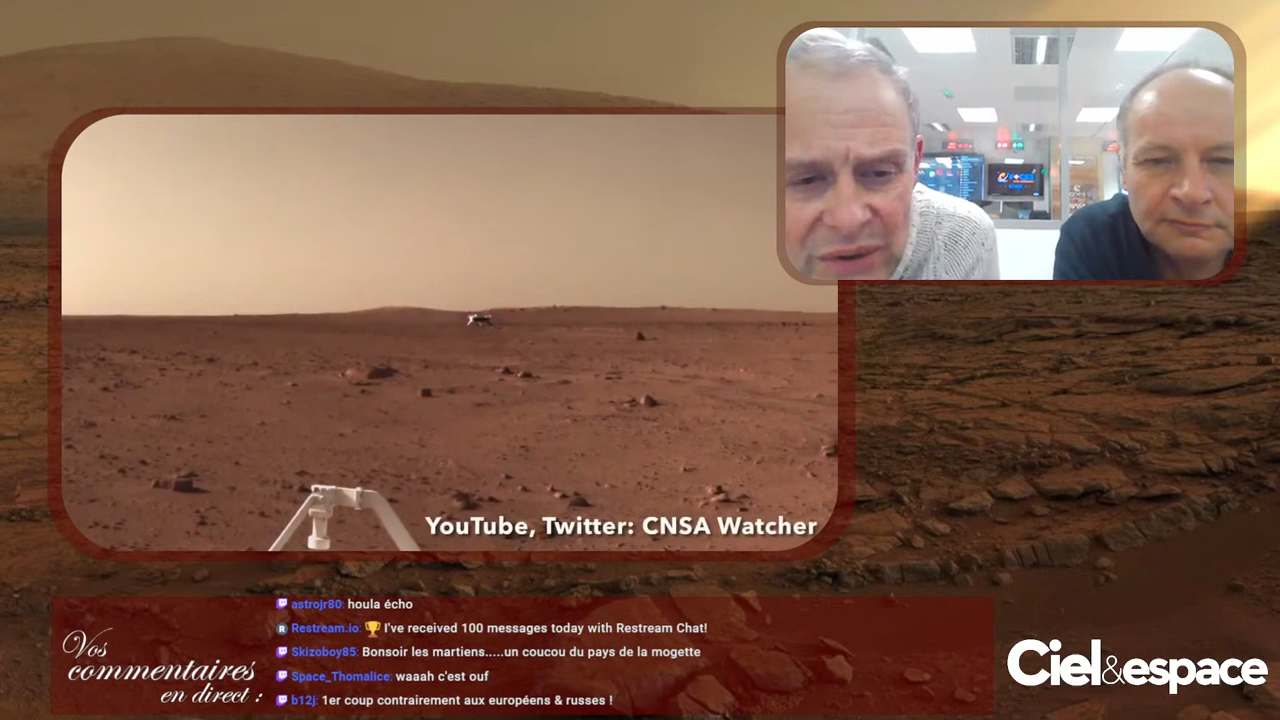 YouTube, Twitter: CNSA Watcher
Vos
commentaires
en direct :
astrojr80: houla écho
Restream.io: 🏆 I've received 100 messages today with Restream Chat!
Skizoboy85: Bonsoir les martiens.....un coucou du pays de la mogette
Space_Thomalice: waaah c'est ouf
b12j: 1er coup contrairement aux européens & russes !
Ciel&espace